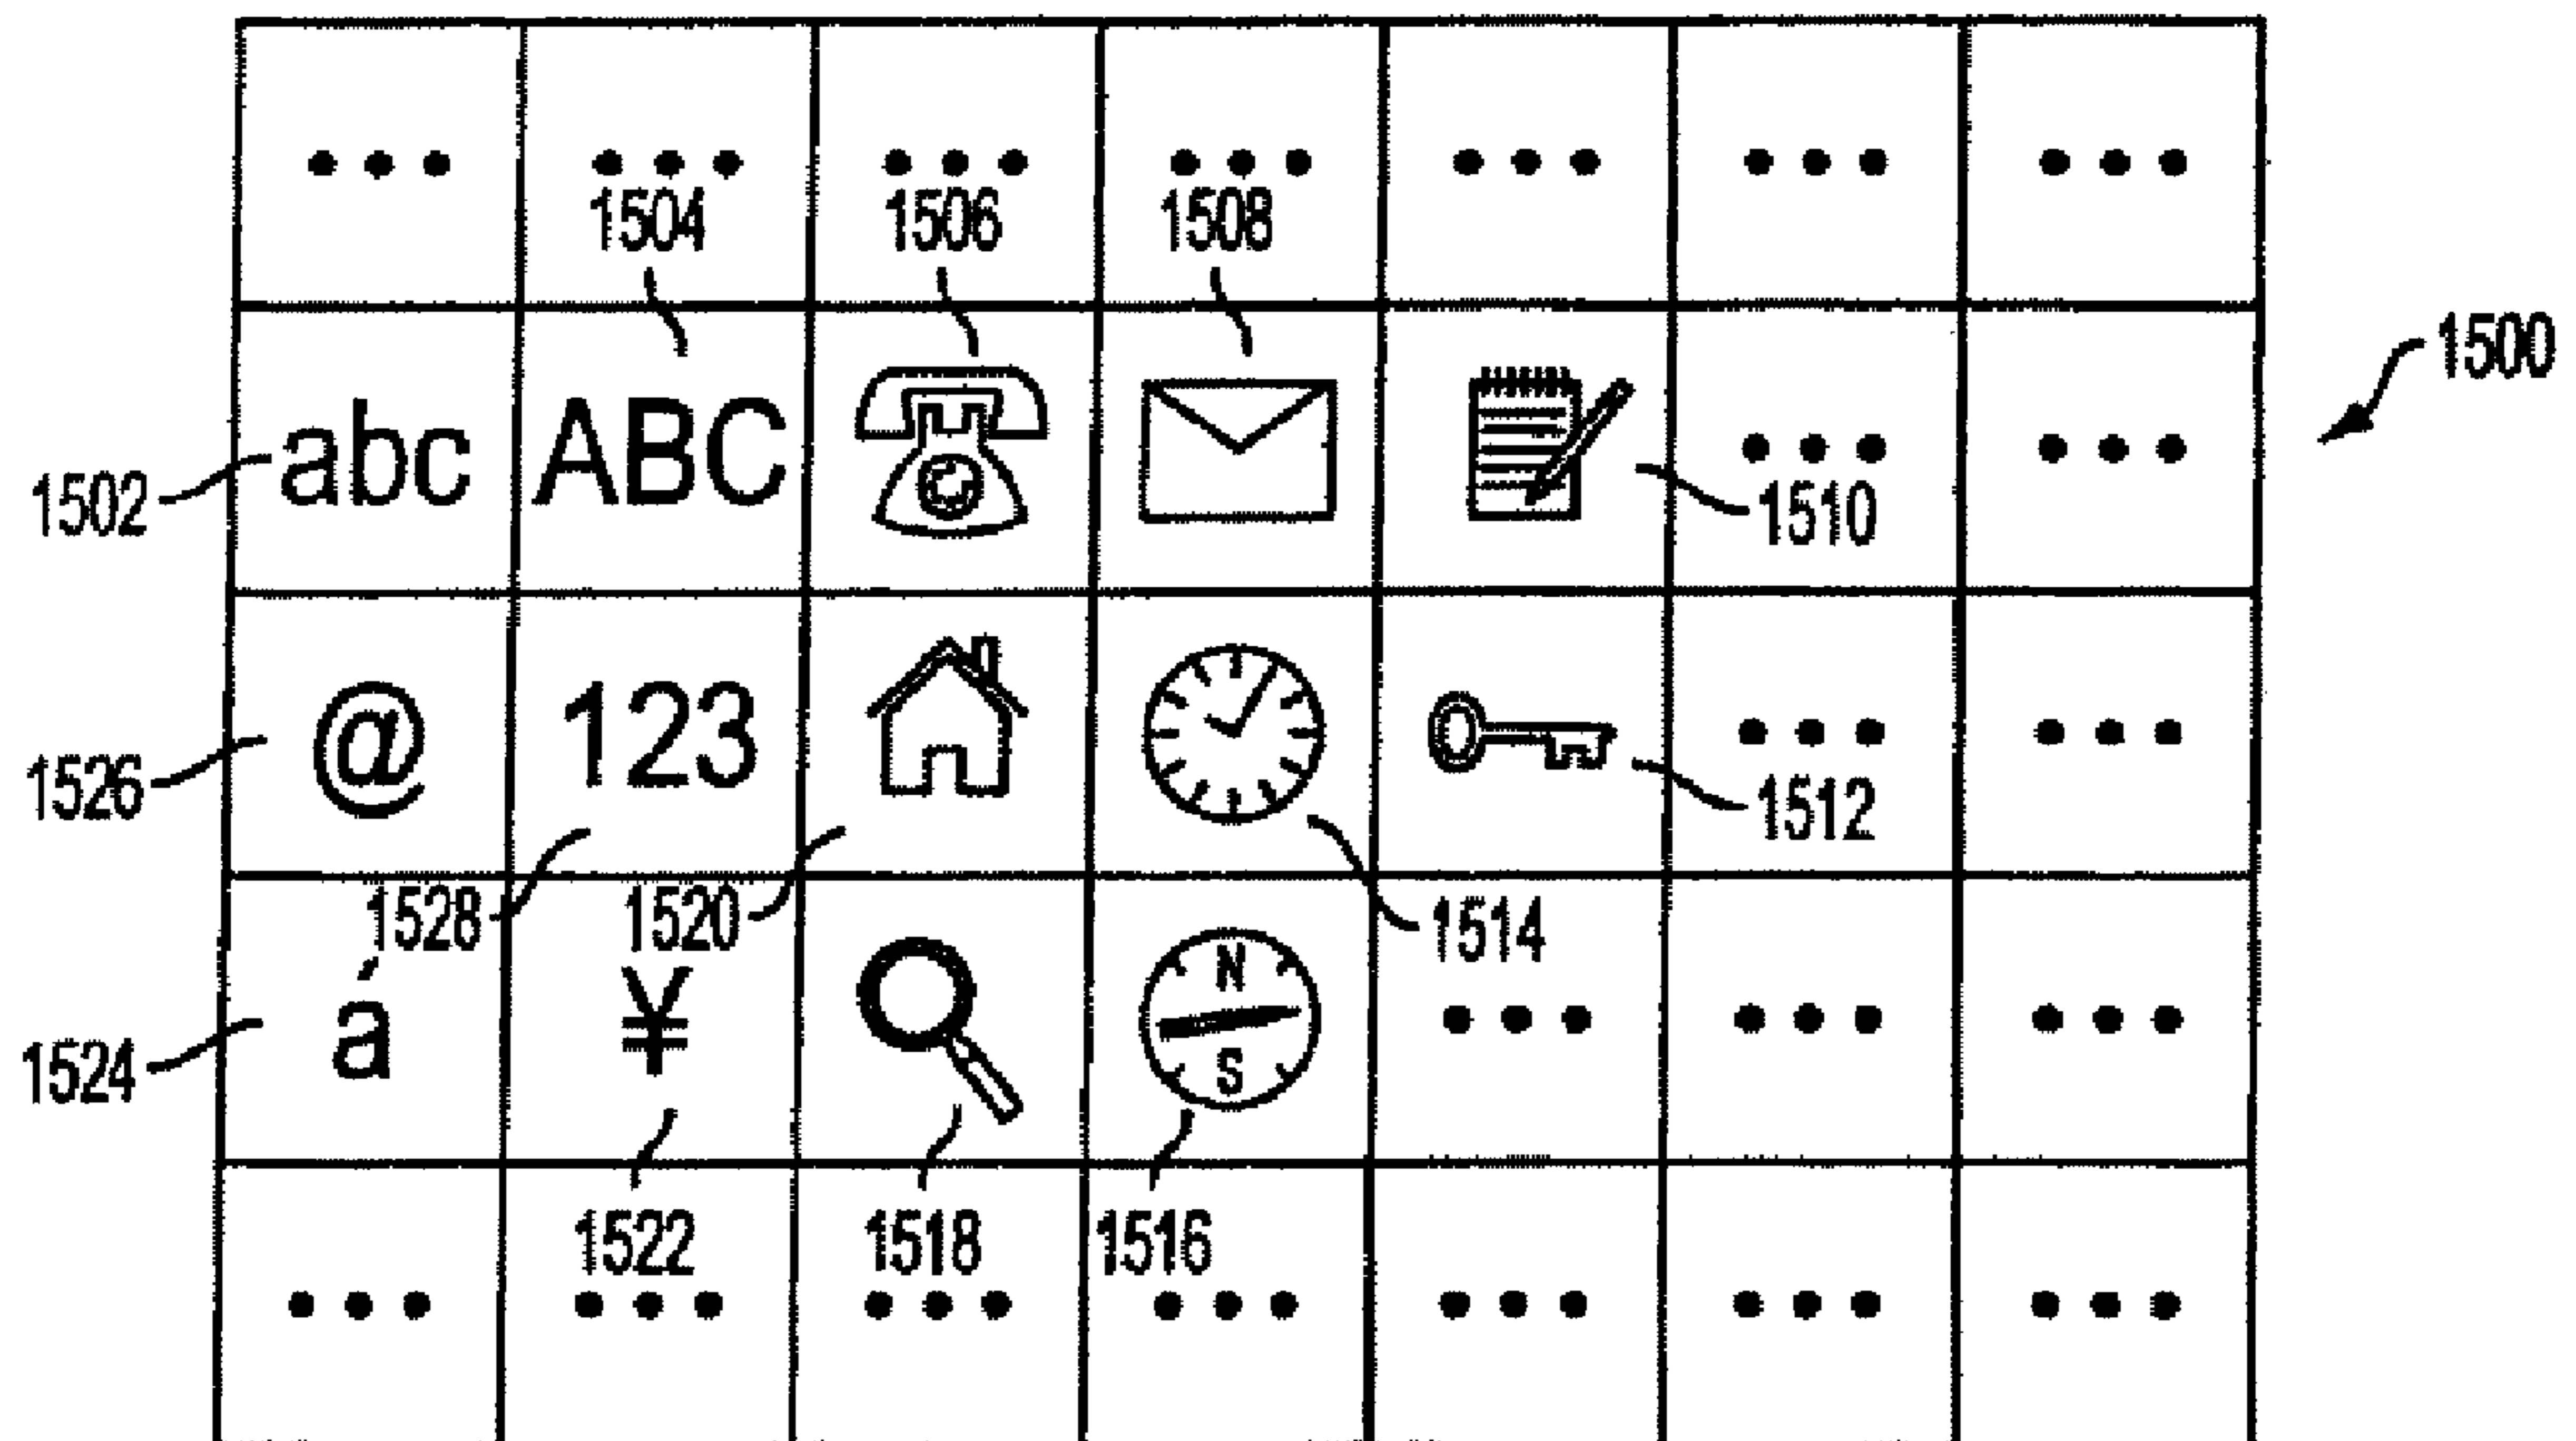 • • • • • • • • • • • • • • • • • • • • •
1504 1506 1508
1500
abc ABC • • • • • •
1502 1510
@ 123 • • • • • •
1526 1512
1528 1520 1514
á ¥ N
S • • • • • • • • •
1524
1522 1518 1516
• • • • • • • • • • • • • • • • • • • • •